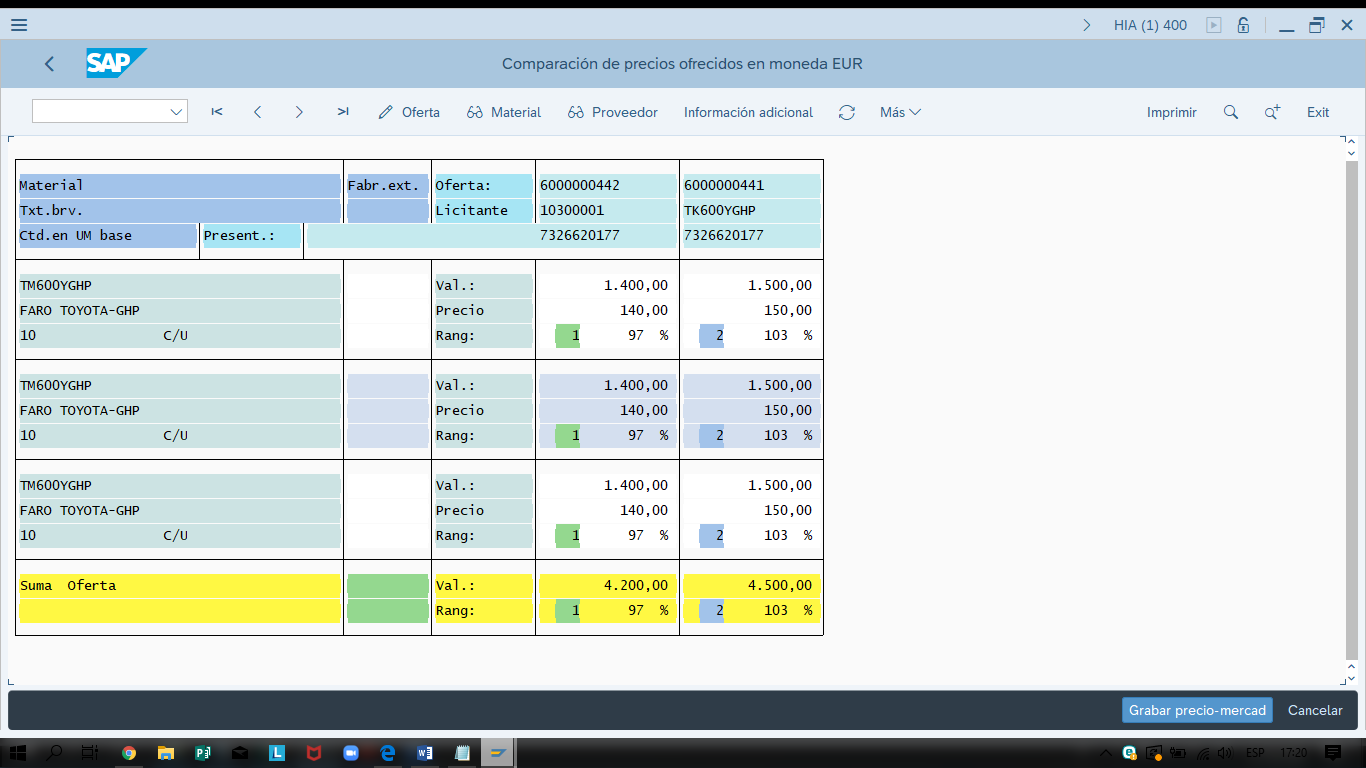 HIA (1) 400
SAP
Comparación de precios ofrecidos en moneda EUR
Oferta Material Proveedor Información adicional Más Imprimir Exit
Material Fabr.ext. Oferta: 6000000442 6000000441
Txt.brv. Licitante 10300001 TK600YGHP
Ctd.en UM base Present.: 7326620177 7326620177
TM600YGHP Val.: 1.400,00 1.500,00
FARO TOYOTA-GHP Precio 140,00 150,00
10 C/U Rang: 1 97 % 2 103 %
TM600YGHP Val.: 1.400,00 1.500,00
FARO TOYOTA-GHP Precio 140,00 150,00
10 C/U Rang: 1 97 % 2 103 %
TM600YGHP Val.: 1.400,00 1.500,00
FARO TOYOTA-GHP Precio 140,00 150,00
10 C/U Rang: 1 97 % 2 103 %
Suma Oferta Val.: 4.200,00 4.500,00
Rang: 1 97 % 2 103 %
Grabar precio-mercad Cancelar
ESP 17:20